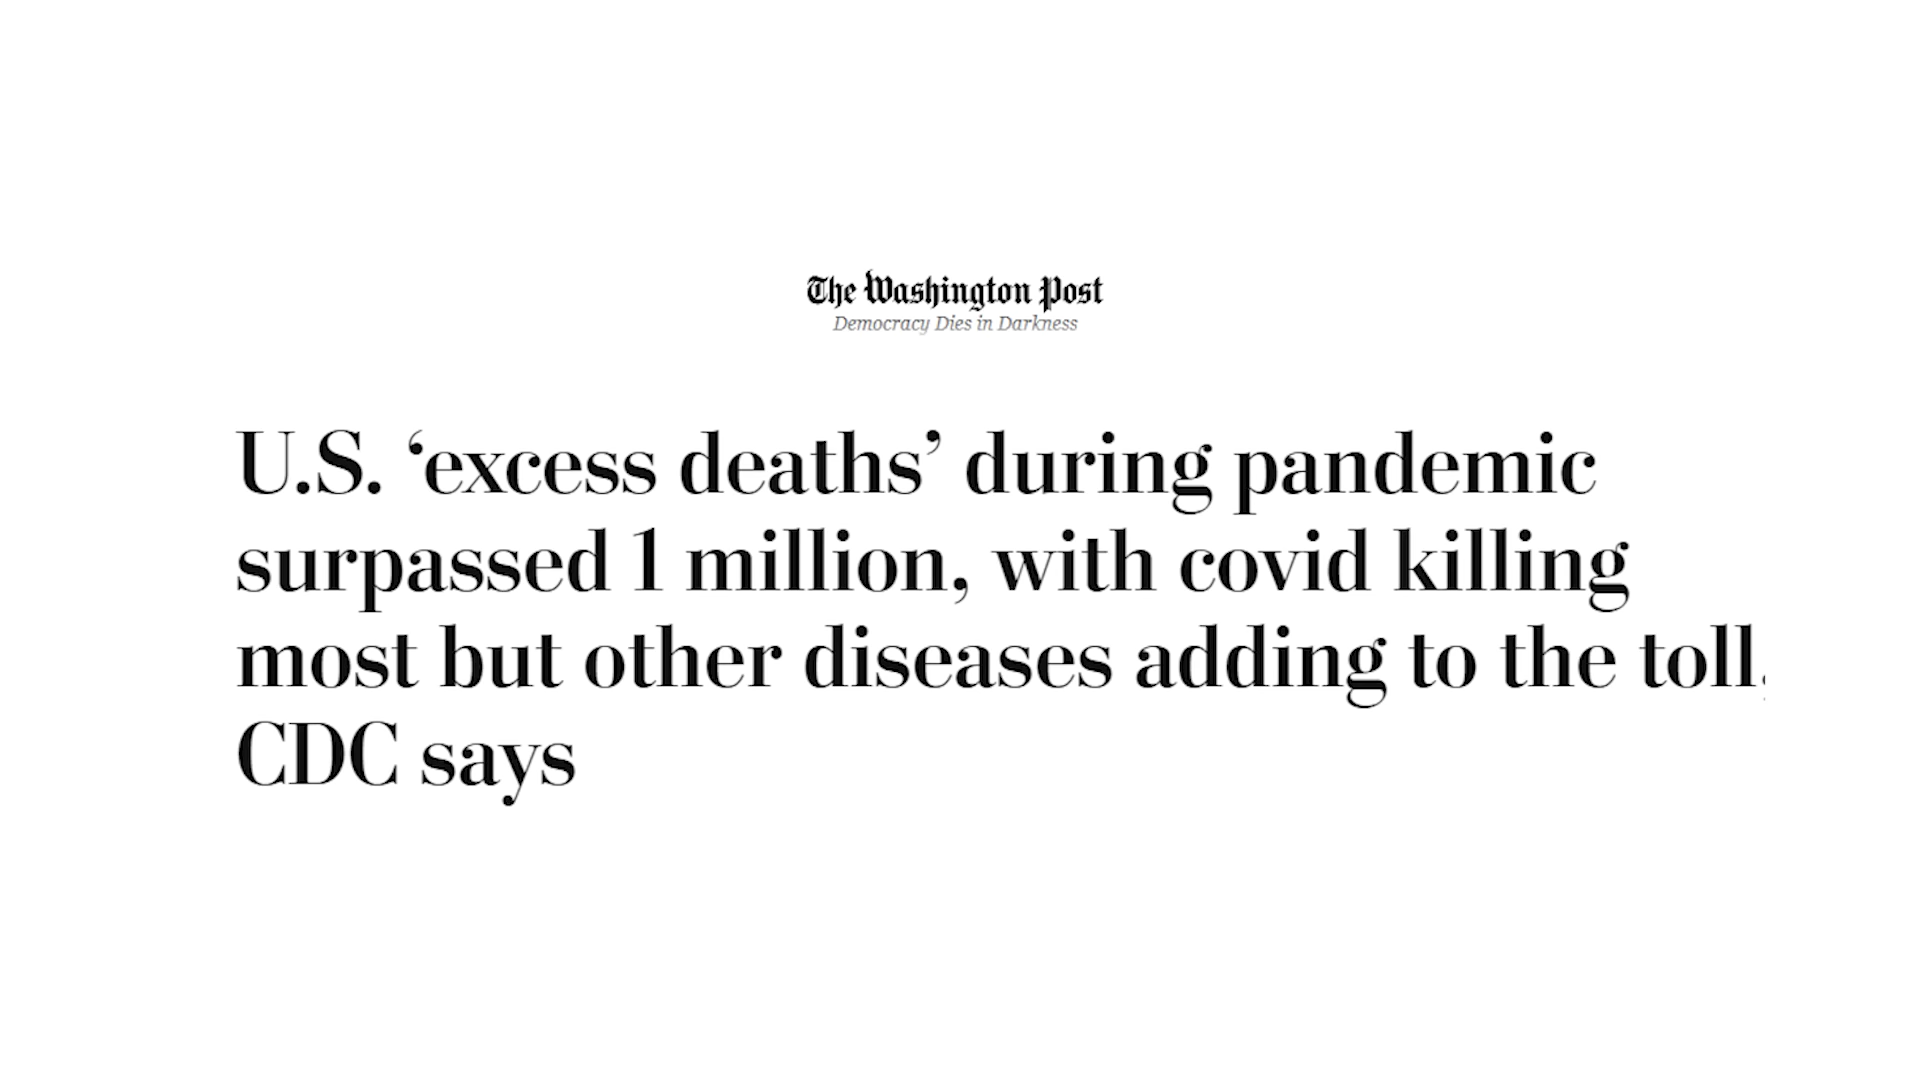 The Washington Post
Democracy Dies in Darkness
U.S. ‘excess deaths’ during pandemic
surpassed 1 million, with covid killing
most but other diseases adding to the toll,
CDC says